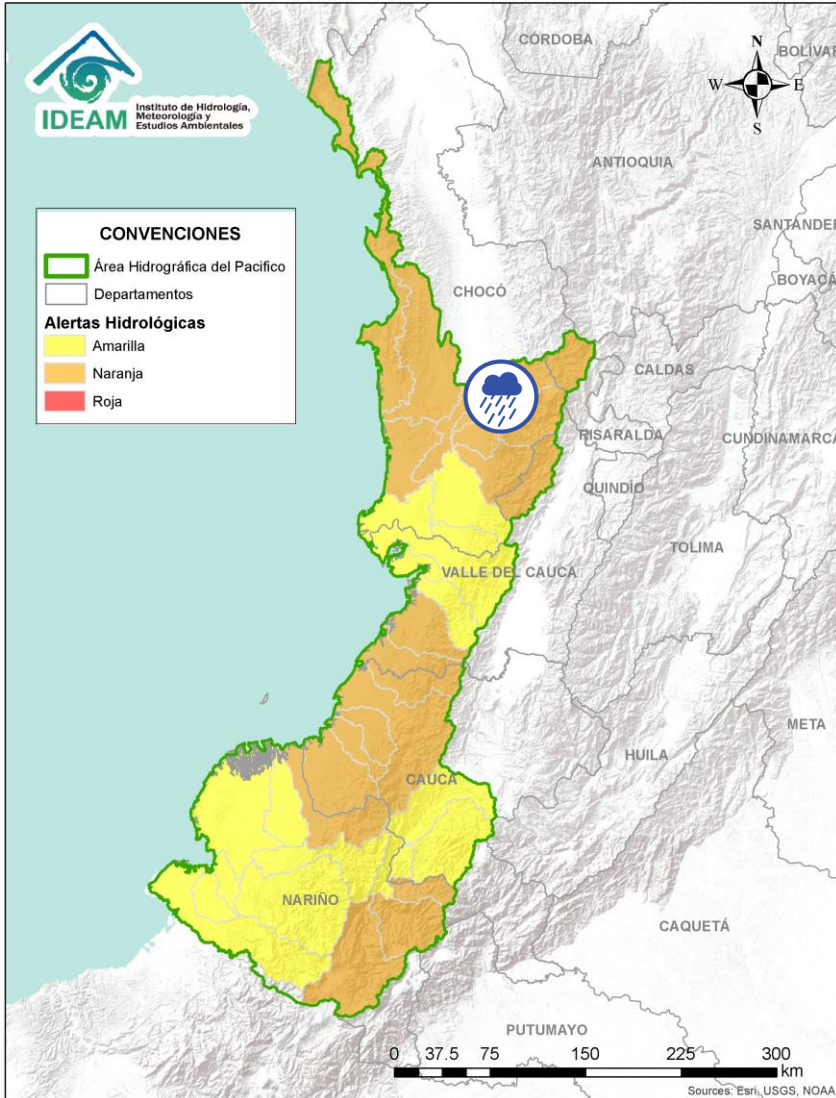 IDEAM
Instituto de Hidrología,
Meteorología y
Estudios Ambientales
CÓRDOBA
BOLÍVAR
N
W
E
S
ANTIOQUIA
SANTANDER
BOYACÁ
CONVENCIONES
Área Hidrográfica del Pacifico
Departamentos
Alertas Hidrológicas
Amarilla
Naranja
Roja
CHOCÓ
CALDAS
RISARALDA
CUNDINAMARCA
QUINDÍO
TOLIMA
VALLE DEL CAUCA
META
HUILA
CAUCA
NARIÑO
CAQUETÁ
PUTUMAYO
0 37.5 75 150 225 300
km
Sources: Esri, USGS, NOAA